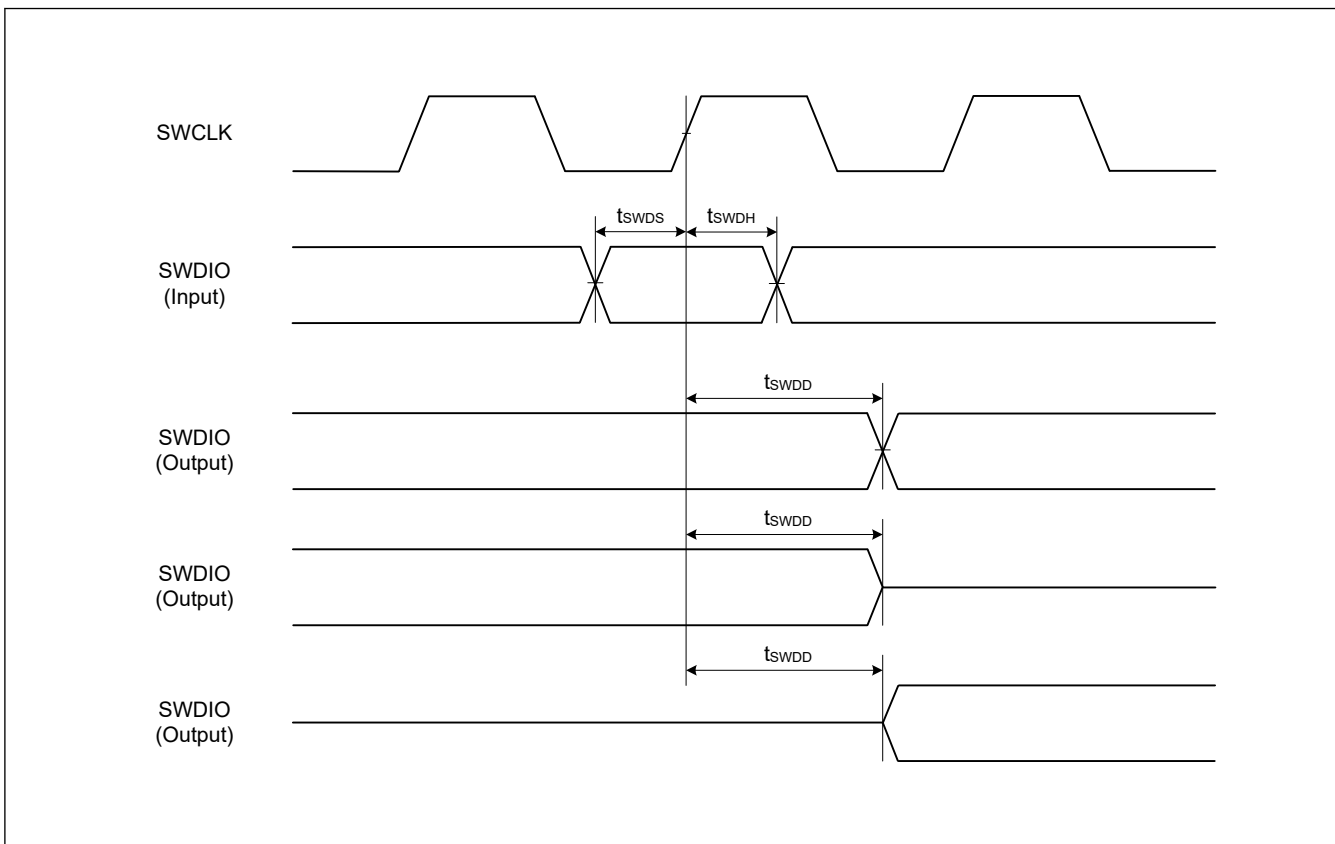 SWCLK
tSWDS
tSWDH
SWDIO
(Input)
tSWDD
SWDIO
(Output)
tSWDD
SWDIO
(Output)
tSWDD
SWDIO
(Output)